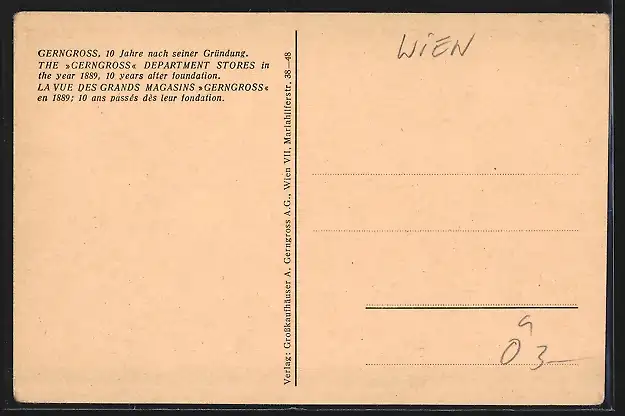 GERNGROSS, 10 Jahre nach seiner Gründung.
THE »GERNGROSS« DEPARTMENT STORES in
the year 1889, 10 years after foundation.
LA VUE DES GRANDS MAGASINS »GERNGROSS«
en 1889; 10 ans passés dès leur fondation.
Verlag: Großkaufhäuser A. Gerngross A.G., Wien VII, Mariahilferstr. 38—48
WIEN